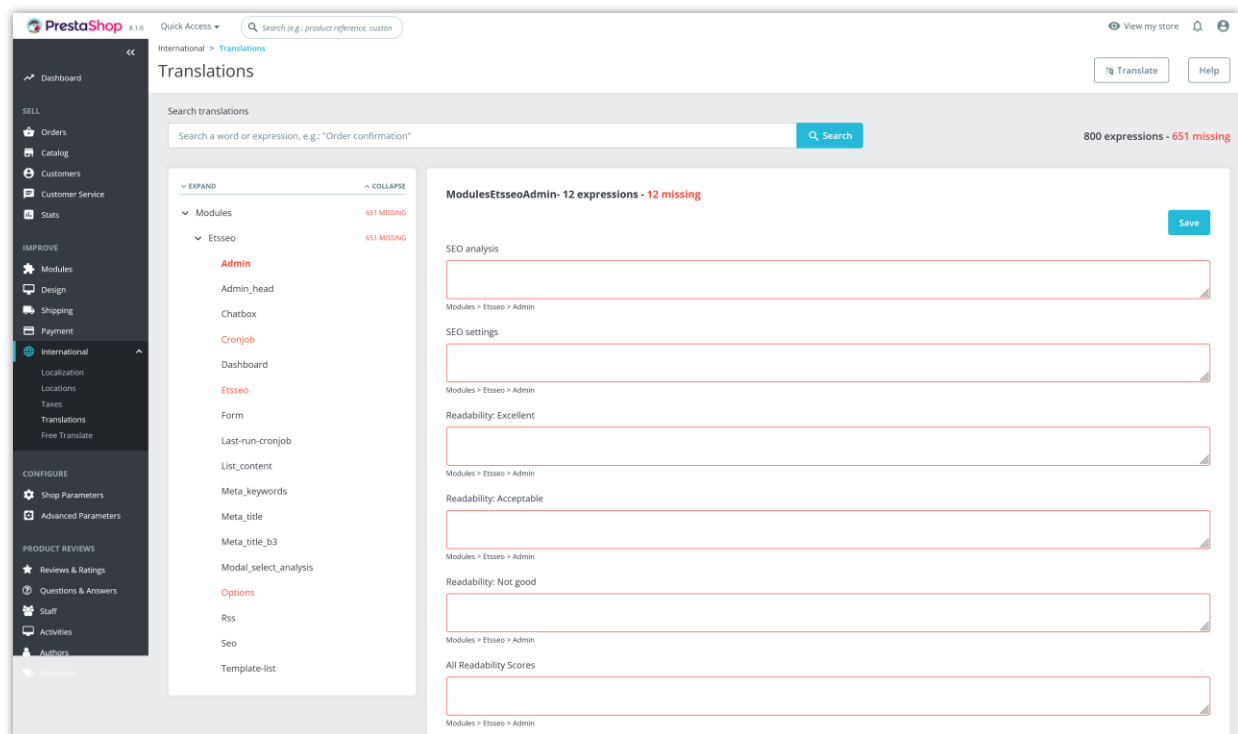 PrestaShop 8.1.6
Quick Access
Search (e.g.: product reference, custon
View my store
International > Translations
Translations
Translate
Help
Dashboard
SELL
Orders
Catalog
Customers
Customer Service
Stats
IMPROVE
Modules
Design
Shipping
Payment
International
Localization
Locations
Taxes
Translations
Free Translate
CONFIGURE
Shop Parameters
Advanced Parameters
PRODUCT REVIEWS
Reviews & Ratings
Questions & Answers
Staff
Activities
Authors
Search translations
Search a word or expression, e.g.: "Order confirmation"
Search
800 expressions - 651 missing
EXPAND
COLLAPSE
Modules 651 MISSING
Etsseo 651 MISSING
Admin
Admin_head
Chatbox
Cronjob
Dashboard
Etsseo
Form
Last-run-cronjob
List_content
Meta_keywords
Meta_title
Meta_title_b3
Modal_select_analysis
Options
Rss
Seo
Template-list
ModulesEtsseoAdmin- 12 expressions - 12 missing
Save
SEO analysis
Modules > Etsseo > Admin
SEO settings
Modules > Etsseo > Admin
Readability: Excellent
Modules > Etsseo > Admin
Readability: Acceptable
Modules > Etsseo > Admin
Readability: Not good
Modules > Etsseo > Admin
All Readability Scores
Modules > Etsseo > Admin